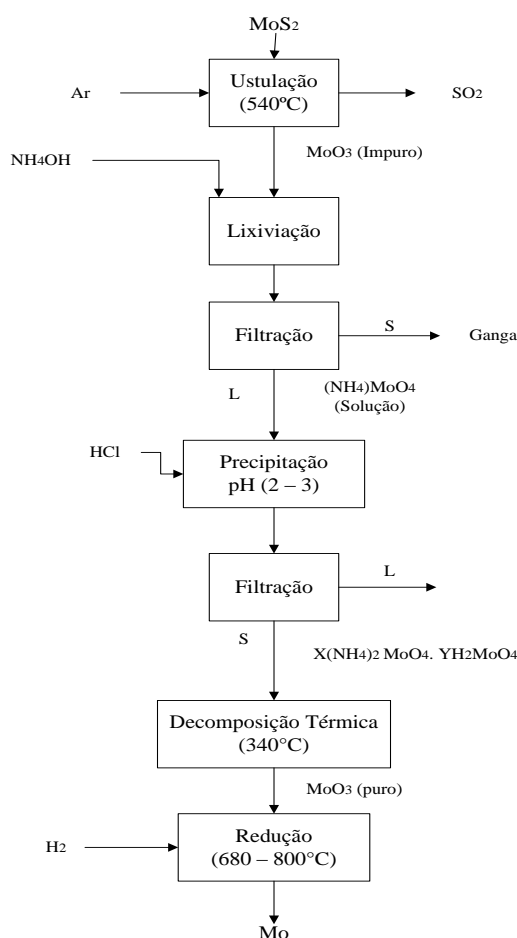 MoS2
Ustulação
(540ºC)
Ar
SO2
MoO3 (Impuro)
NH4OH
Lixiviação
Filtração
S
Ganga
L
(NH4)MoO4
(Solução)
HCl
Precipitação
pH (2 – 3)
Filtração
L
S
X(NH4)2 MoO4. YH2MoO4
Decomposição Térmica
(340°C)
MoO3 (puro)
H2
Redução
(680 – 800°C)
Mo